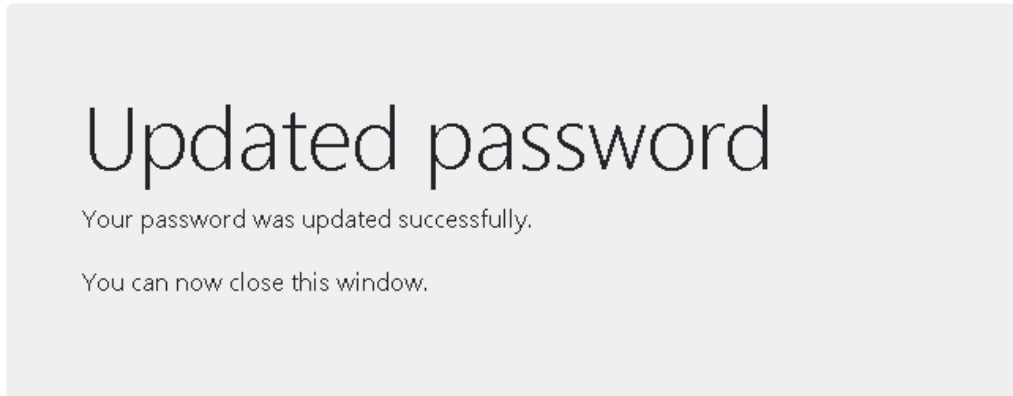 Updated password
Your password was updated successfully.
You can now close this window.